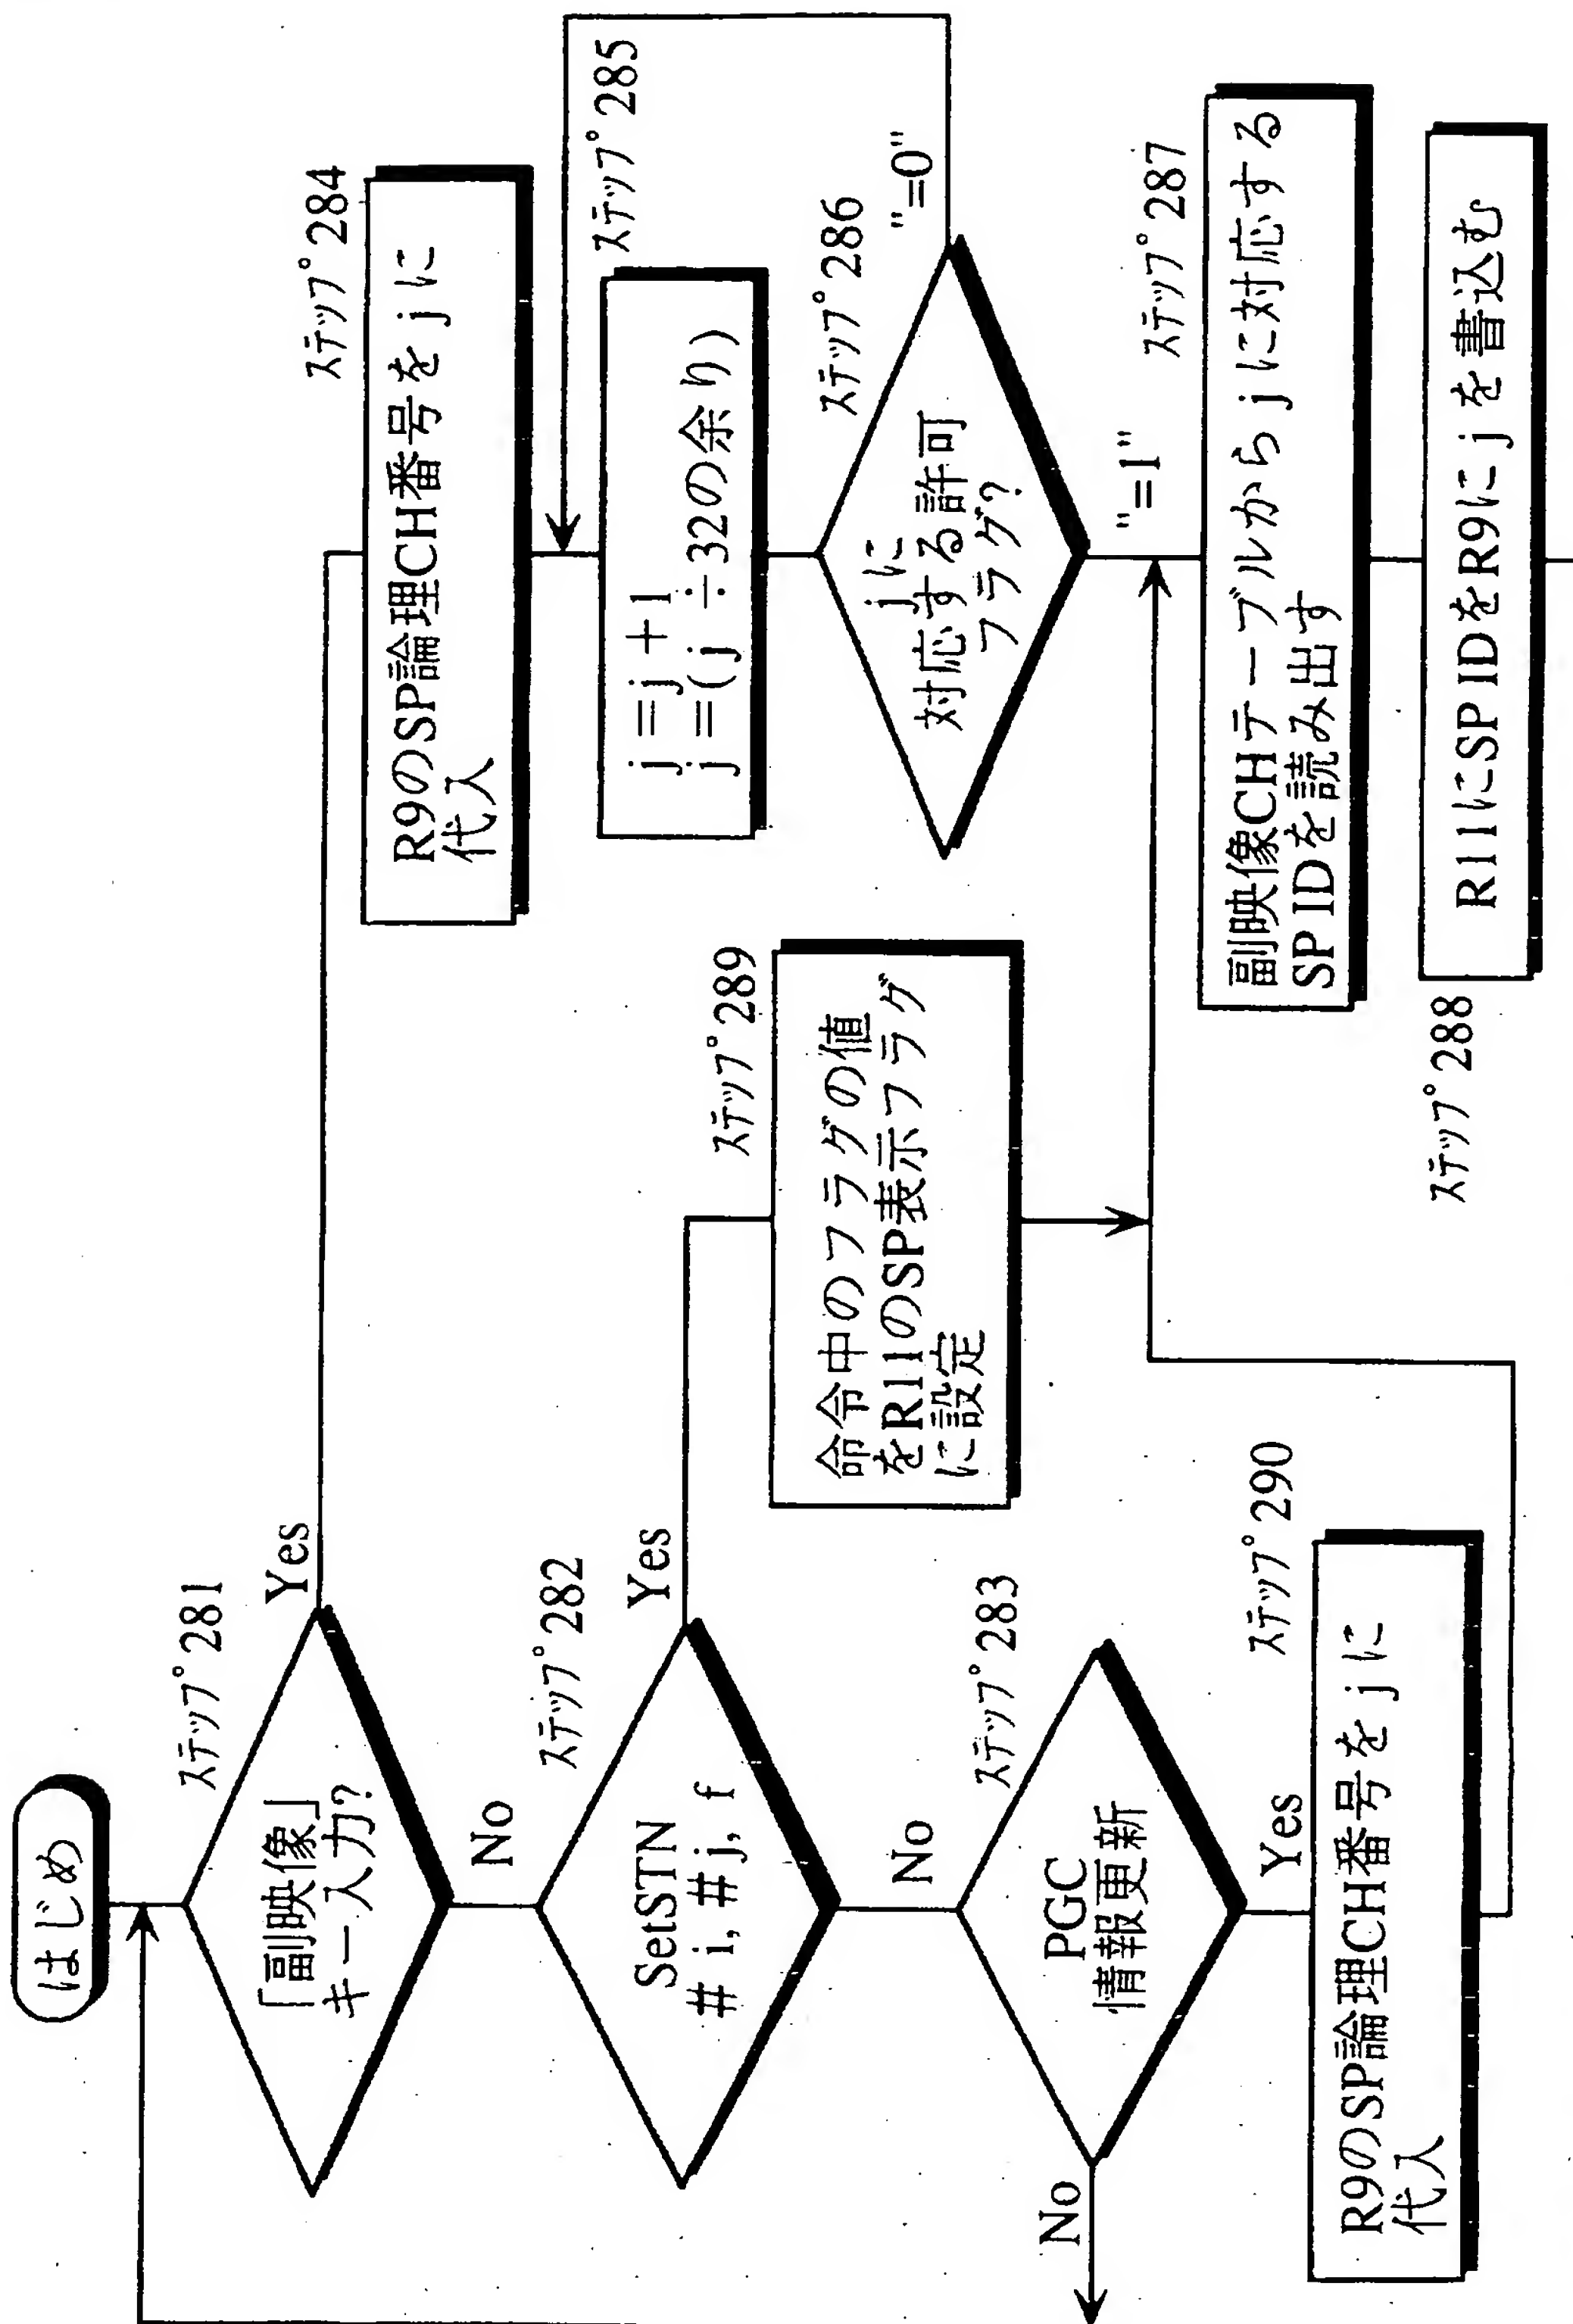 はじめ
ステップ281
「副映像」
キー入力?
Yes
No
ステップ282
SetSTN
# i, # j, f
Yes
No
ステップ283
PGC
情報更新
No
Yes
ステップ290
R9のSP論理CH番号を j に
代入
ステップ289
命令中のフラグの値
をR11のSP表示フラグ
に設定
ステップ284
R9のSP論理CH番号を j に
代入
ステップ285
j = j + 1
j = (j ÷32の余り)
ステップ286
j に
対応する許可
フラグ?
"=0"
"=1"
ステップ287
副映像CHテーブルから j に対応する
SP IDを読み出す
ステップ288
R11にSP IDをR9に j を書込む